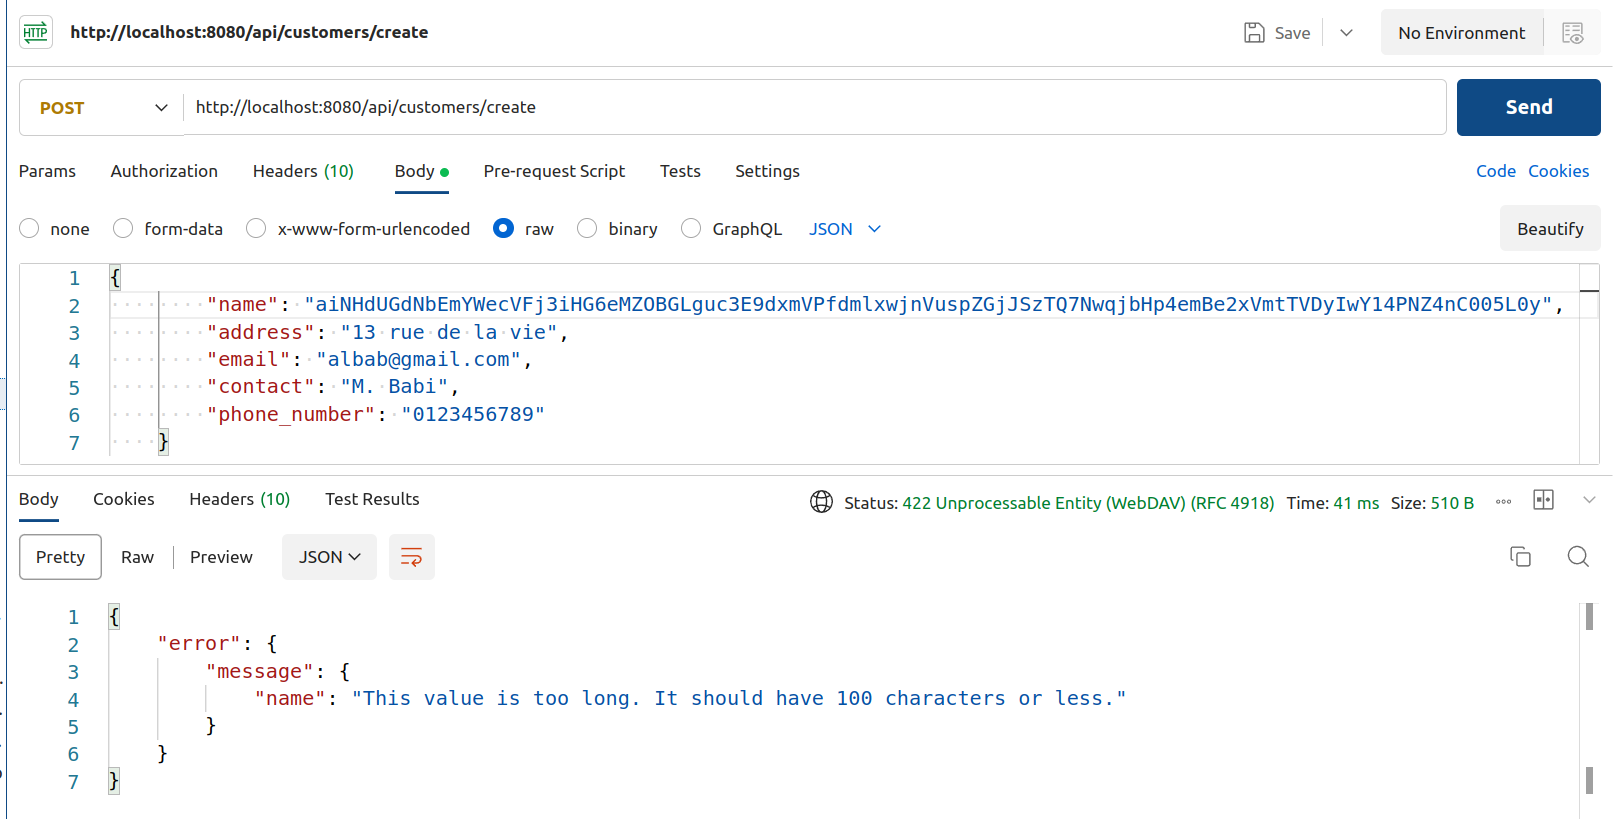 HTTP http://localhost:8080/api/customers/create Save No Environment
POST http://localhost:8080/api/customers/create Send
Params Authorization Headers (10) Body Pre-request Script Tests Settings Code Cookies
none form-data x-www-form-urlencoded raw binary GraphQL JSON Beautify
1 {
2 "name": "aiNHdUGdNbEmYWecVFj3iHG6eMZOBGLguc3E9dxmVPfdmlxwjnVuspZGjJSzTQ7NwqjbHp4emBe2xVmtTVDyIwY14PNZ4nC005L0y",
3 "address": "13 rue de la vie",
4 "email": "albab@gmail.com",
5 "contact": "M. Babi",
6 "phone_number": "0123456789"
7 }
Body Cookies Headers (10) Test Results Status: 422 Unprocessable Entity (WebDAV) (RFC 4918) Time: 41 ms Size: 510 B
Pretty Raw Preview JSON
1 {
2 "error": {
3 "message": {
4 "name": "This value is too long. It should have 100 characters or less."
5 }
6 }
7 }